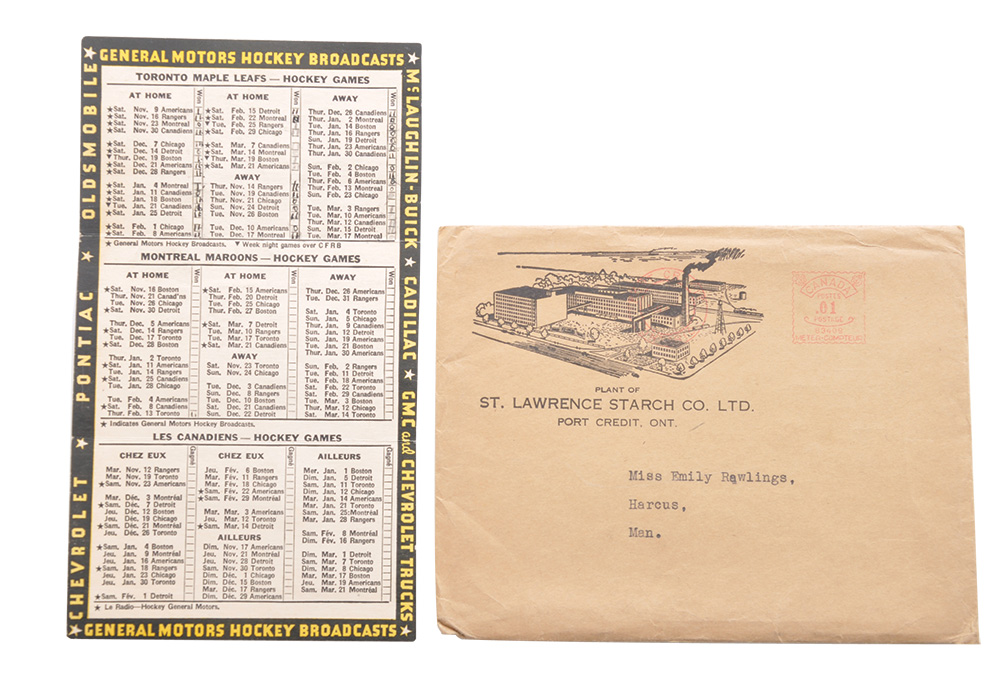 ★ GENERAL MOTORS HOCKEY BROADCASTS ★
McLAUGHLIN-BUICK ★ CADILLAC ★ GMC and CHEVROLET TRUCKS
CHEVROLET ★ PONTIAC ★ OLDSMOBILE
TORONTO MAPLE LEAFS — HOCKEY GAMES
AT HOME
Won
★Sat. Nov. 9 Americans
★Sat. Nov. 16 Rangers
★Sat. Nov. 23 Montreal
★Sat. Nov. 30 Canadiens
★Sat. Dec. 7 Chicago
★Sat. Dec. 14 Detroit
▼Thur. Dec. 19 Boston
★Sat. Dec. 21 Americans
★Sat. Dec. 28 Rangers
★Sat. Jan. 4 Montreal
★Sat. Jan. 11 Canadiens
★Sat. Jan. 18 Boston
▼Tues. Jan. 21 Canadiens
★Sat. Jan. 25 Detroit
★Sat. Feb. 1 Chicago
★Sat. Feb. 8 Americans
AT HOME
Won
★Sat. Feb. 15 Detroit
★Sat. Feb. 22 Montreal
▼Tue. Feb. 25 Rangers
★Sat. Feb. 29 Chicago
★Sat. Mar. 7 Canadiens
★Sat. Mar. 14 Montreal
▼Thur. Mar. 19 Boston
★Sat. Mar. 21 Americans
AWAY
Thur. Nov. 14 Rangers
Tue. Nov. 19 Canadiens
Thur. Nov. 21 Chicago
Sun. Nov. 24 Detroit
Tue. Nov. 26 Boston
Tue. Dec. 10 Americans
Tue. Dec. 17 Montreal
AWAY
Won
Thur. Dec. 26 Canadiens
Thur. Jan. 2 Montreal
Tue. Jan. 14 Boston
Thur. Jan. 16 Rangers
Sun. Jan. 19 Detroit
Thur. Jan. 23 Americans
Thur. Jan. 30 Canadiens
Sun. Feb. 2 Chicago
Tue. Feb. 4 Boston
Thur. Feb. 6 Americans
Thur. Feb. 13 Montreal
Sun. Feb. 23 Chicago
Tue. Mar. 3 Rangers
Tue. Mar. 10 Americans
Thur. Mar. 12 Canadiens
Sun. Mar. 15 Detroit
Tue. Mar. 17 Montreal
★ General Motors Hockey Broadcasts. ▼ Week night games over C F R B
MONTREAL MAROONS — HOCKEY GAMES
AT HOME
Won
★Sat. Nov. 16 Boston
Thur. Nov. 21 Canad'ns
Tue. Nov. 26 Chicago
★Sat. Nov. 30 Detroit
Thur. Dec. 5 Americans
★Sat. Dec. 14 Rangers
Tue. Dec. 17 Toronto
★Sat. Dec. 28 Boston
Thur. Jan. 2 Toronto
★Sat. Jan. 11 Americans
Tue. Jan. 14 Rangers
★Sat. Jan. 25 Canadiens
Tue. Jan. 28 Chicago
Tue. Feb. 4 Americans
★Sat. Feb. 8 Canadiens
Thur. Feb. 13 Toronto
AT HOME
Won
★Sat. Feb. 15 Americans
Thur. Feb. 20 Detroit
Tue. Feb. 25 Chicago
Thur. Feb. 27 Boston
★Sat. Mar. 7 Detroit
Tue. Mar. 10 Rangers
Tue. Mar. 17 Toronto
★Sat. Mar. 21 Canadiens
AWAY
Sat. Nov. 23 Toronto
Sun. Nov. 24 Chicago
Tue. Dec. 3 Canadiens
Sun. Dec. 8 Rangers
Tue. Dec. 10 Boston
Sat. Dec. 21 Canadiens
Sun. Dec. 22 Detroit
AWAY
Won
Thur. Dec. 26 Americans
Tue. Dec. 31 Rangers
Sat. Jan. 4 Toronto
Sun. Jan. 5 Chicago
Thur. Jan. 9 Canadiens
Sun. Jan. 12 Detroit
Sun. Jan. 19 Americans
Tue. Jan. 21 Boston
Thur. Jan. 30 Americans
Sun. Feb. 2 Rangers
Tue. Feb. 11 Detroit
Tue. Feb. 18 Americans
Sat. Feb. 22 Toronto
Sat. Feb. 29 Canadiens
Sun. Mar. 1 Boston
Thur. Mar. 12 Chicago
Sat. Mar. 14 Toronto
★ Indicates General Motors Hockey Broadcasts.
LES CANADIENS — HOCKEY GAMES
CHEZ EUX
Gagné
Mar. Nov. 12 Rangers
Mar. Nov. 19 Toronto
★Sam. Nov. 23 Americans
Mar. Déc. 3 Montréal
★Sam. Déc. 7 Detroit
Jeu. Déc. 12 Boston
Jeu. Déc. 19 Chicago
★Sam. Déc. 21 Montréal
Jeu. Déc. 26 Toronto
★Sam. Jan. 4 Boston
Jeu. Jan. 9 Montréal
Jeu. Jan. 16 Americans
★Sam. Jan. 18 Rangers
Jeu. Jan. 23 Chicago
Jeu. Jan. 30 Toronto
★Sam. Fév. 1 Detroit
CHEZ EUX
Gagné
Jeu. Fév. 6 Boston
Mar. Fév. 11 Rangers
Mar. Fév. 18 Chicago
★Sam. Fév. 22 Americans
★Sam. Fév. 29 Montréal
Mar. Mar. 3 Americans
Jeu. Mar. 12 Toronto
★Sam. Mar. 14 Detroit
AILLEURS
Dim. Nov. 17 Americans
Jeu. Nov. 21 Montréal
Jeu. Nov. 28 Detroit
Sam. Nov. 30 Toronto
Dim. Déc. 1 Chicago
Dim. Déc. 15 Boston
Mar. Déc. 17 Rangers
Dim. Déc. 29 Americans
AILLEURS
Gagné
Mer. Jan. 1 Boston
Dim. Jan. 5 Detroit
Sam. Jan. 11 Toronto
Dim. Jan. 12 Chicago
Mar. Jan. 14 Americans
Mar. Jan. 21 Toronto
Sam. Jan. 25 Montréal
Mar. Jan. 28 Rangers
Sam. Fév. 8 Montréal
Dim. Fév. 16 Rangers
Dim. Mar. 1 Detroit
Sam. Mar. 7 Toronto
Dim. Mar. 8 Chicago
Mar. Mar. 17 Boston
Jeu. Mar. 19 Americans
Sam. Mar. 21 Montréal
★ Le Radio—Hockey General Motors.
★ GENERAL MOTORS HOCKEY BROADCASTS ★
CANADA
POSTES
01
POSTAGE
PLANT OF
ST. LAWRENCE STARCH CO. LTD.
PORT CREDIT, ONT.
Miss Emily Rawlings,
Harcus,
Man.